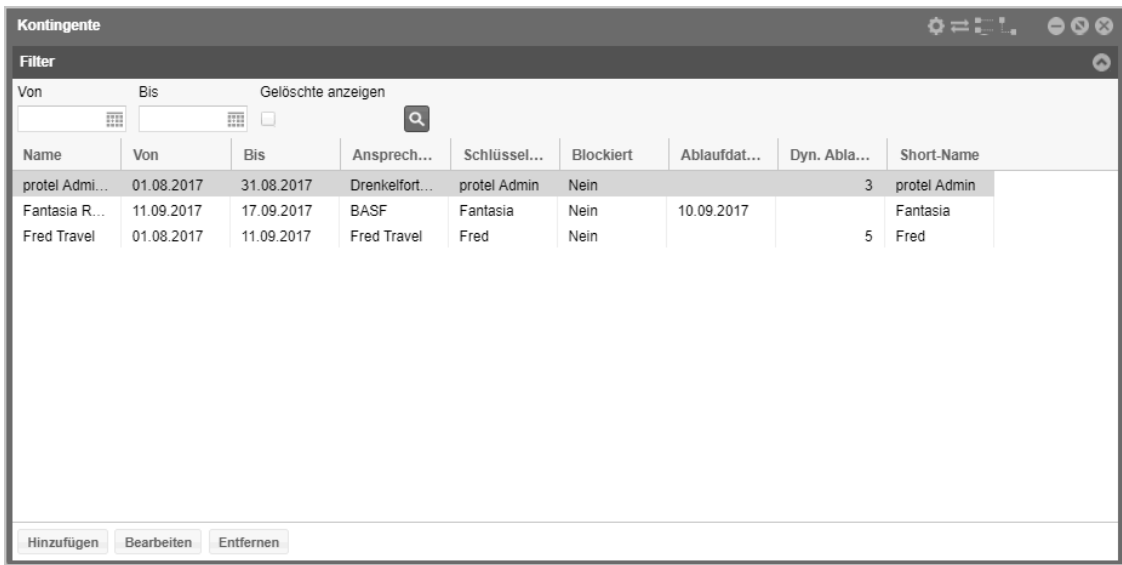 Kontingente
Filter
Von Bis Gelöschte anzeigen
Name Von Bis Ansprech... Schlüssel... Blockiert Ablaufdat... Dyn. Abla... Short-Name
protel Admi... 01.08.2017 31.08.2017 Drenkelfort... protel Admin Nein 3 protel Admin
Fantasia R... 11.09.2017 17.09.2017 BASF Fantasia Nein 10.09.2017 Fantasia
Fred Travel 01.08.2017 11.09.2017 Fred Travel Fred Nein 5 Fred
Hinzufügen Bearbeiten Entfernen